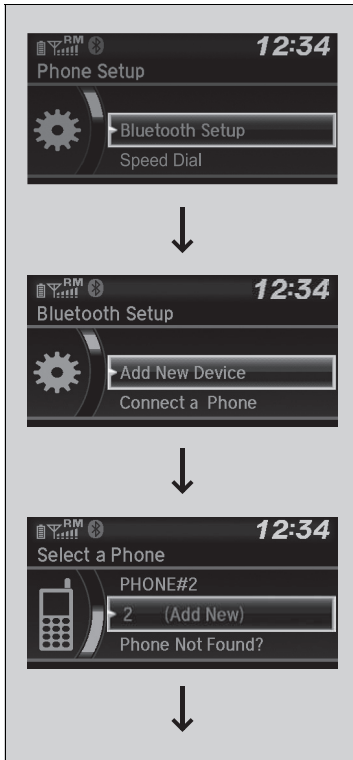 RM 12:34
Phone Setup
Bluetooth Setup
Speed Dial
RM 12:34
Bluetooth Setup
Add New Device
Connect a Phone
RM 12:34
Select a Phone
PHONE#2
2 (Add New)
Phone Not Found?